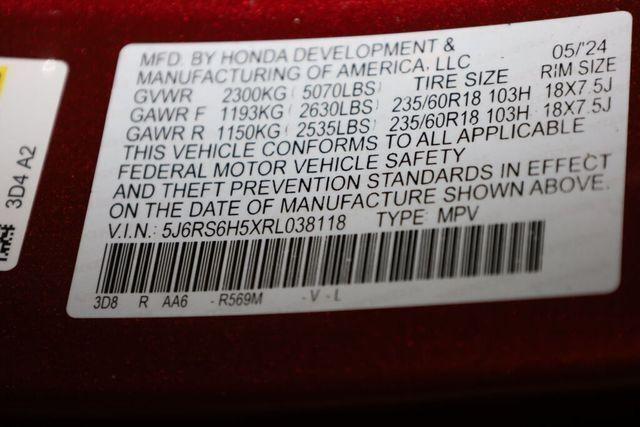 MFD. BY HONDA DEVELOPMENT &
MANUFACTURING OF AMERICA, LLC 05/'24
GVWR 2300KG ( 5070LBS) TIRE SIZE RIM SIZE
GAWR F 1193KG ( 2630LBS) 235/60R18 103H 18X7.5J
GAWR R 1150KG ( 2535LBS) 235/60R18 103H 18X7.5J
THIS VEHICLE CONFORMS TO ALL APPLICABLE
FEDERAL MOTOR VEHICLE SAFETY
AND THEFT PREVENTION STANDARDS IN EFFECT
ON THE DATE OF MANUFACTURE SHOWN ABOVE.
V.I.N.: 5J6RS6H5XRL038118 TYPE: MPV
3D8 R AA6 - R569M - V - L
3D4 A2